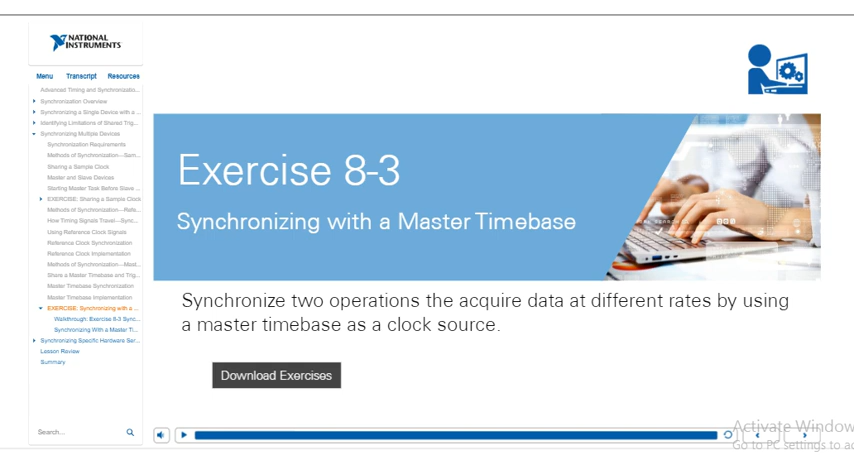 NATIONAL
INSTRUMENTS
Menu Transcript Resources
Advanced Timing and Synchronizatio...
Synchronization Overview
Synchronizing a Single Device with a ...
Identifying Limitations of Shared Trig...
Synchronizing Multiple Devices
Synchronization Requirements
Methods of Synchronization—Sam...
Sharing a Sample Clock
Master and Slave Devices
Starting Master Task Before Slave ...
EXERCISE: Sharing a Sample Clock
Methods of Synchronization—Refe...
How Timing Signals Travel—Sync...
Using Reference Clock Signals
Reference Clock Synchronization
Reference Clock Implementation
Methods of Synchronization—Mast...
Share a Master Timebase and Trig...
Master Timebase Synchronization
Master Timebase Implementation
EXERCISE: Synchronizing with a ...
Walkthrough: Exercise 8-3 Sync...
Synchronizing With a Master Ti...
Synchronizing Specific Hardware Ser...
Lesson Review
Summary
Search...
Exercise 8-3
Synchronizing with a Master Timebase
Synchronize two operations the acquire data at different rates by using
a master timebase as a clock source.
Download Exercises
Activate Window
Go to PC settings to ac